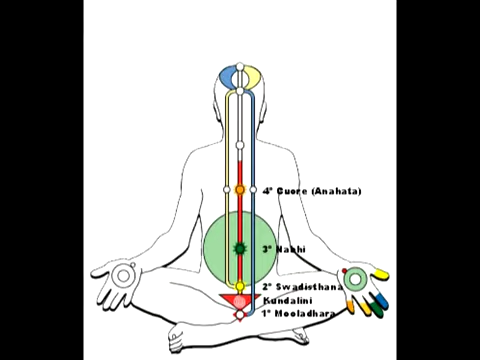 4° Cuore (Anahata)
3° Nabhi
2° Swadisthana
Kundalini
1° Mooladhara